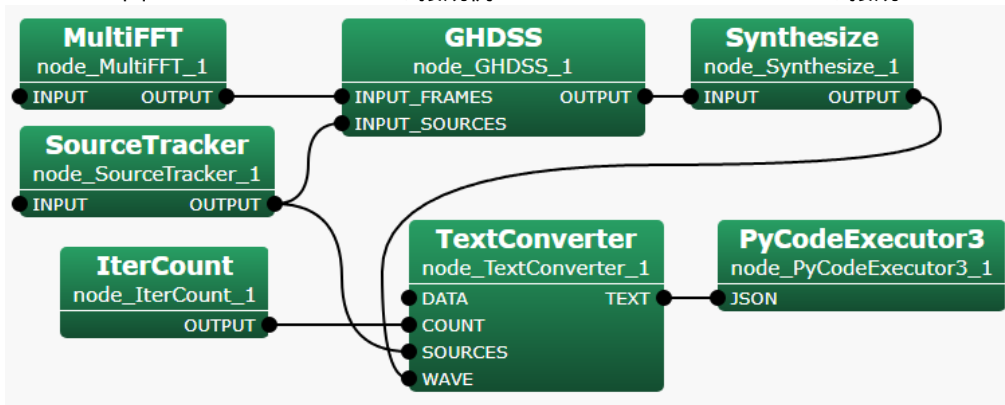 MultiFFT
node_MultiFFT_1
INPUT OUTPUT
GHDSS
node_GHDSS_1
INPUT_FRAMES OUTPUT
INPUT_SOURCES
Synthesize
node_Synthesize_1
INPUT OUTPUT
SourceTracker
node_SourceTracker_1
INPUT OUTPUT
IterCount
node_IterCount_1
OUTPUT
TextConverter
node_TextConverter_1
DATA TEXT
COUNT
SOURCES
WAVE
PyCodeExecutor3
node_PyCodeExecutor3_1
JSON